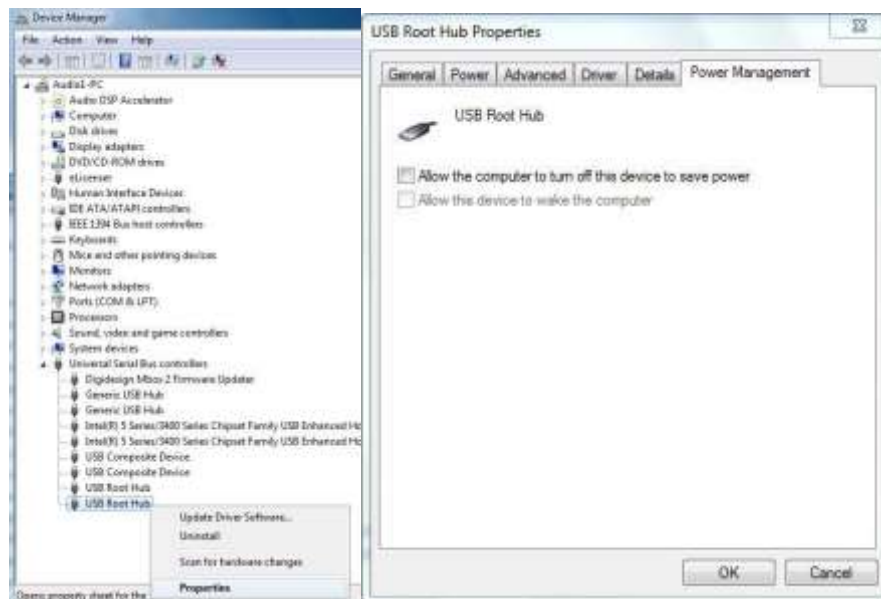 Device Manager
File Action View Help
Audio1-PC
Audio DSP Accelerator
Computer
Disk drives
Display adapters
DVD/CD-ROM drives
eLicenser
Human Interface Devices
IDE ATA/ATAPI controllers
IEEE 1394 Bus host controllers
Keyboards
Mice and other pointing devices
Monitors
Network adapters
Ports (COM & LPT)
Processors
Sound, video and game controllers
System devices
Universal Serial Bus controllers
Digidesign Mbox 2 Firmware Updater
Generic USB Hub
Generic USB Hub
Intel(R) 5 Series/3400 Series Chipset Family USB Enhanced Ho
Intel(R) 5 Series/3400 Series Chipset Family USB Enhanced Ho
USB Composite Device
USB Composite Device
USB Root Hub
USB Root Hub
Update Driver Software...
Uninstall
Scan for hardware changes
Properties
Opens property sheet for the
USB Root Hub Properties
General Power Advanced Driver Details Power Management
USB Root Hub
Allow the computer to turn off this device to save power
Allow this device to wake the computer
OK Cancel